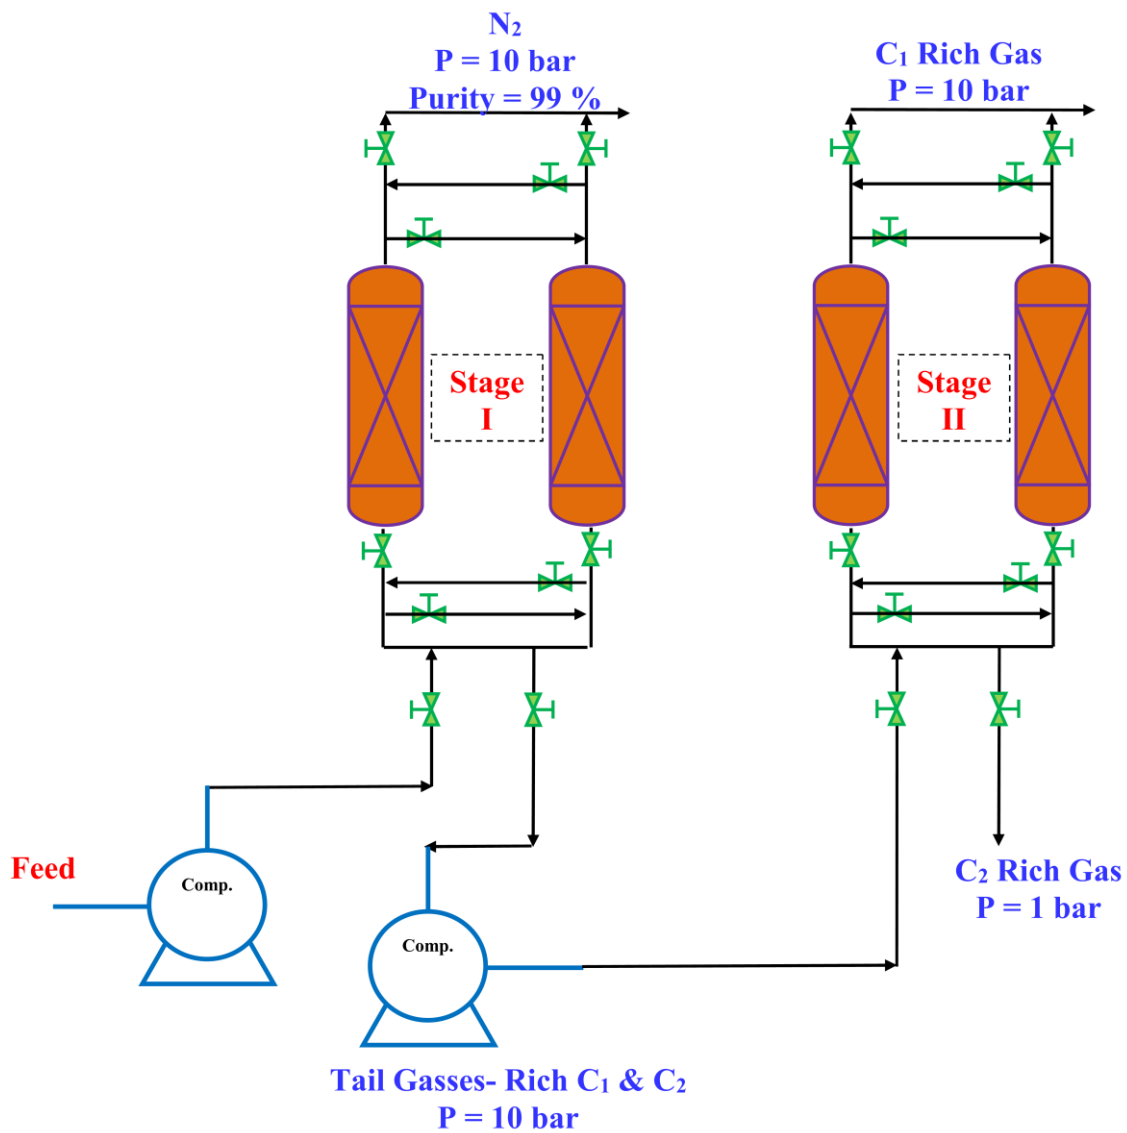 N₂
P = 10 bar
Purity = 99 %
C₁ Rich Gas
P = 10 bar
Stage
I
Stage
II
Feed
Comp.
Comp.
C₂ Rich Gas
P = 1 bar
Tail Gasses- Rich C₁ & C₂
P = 10 bar